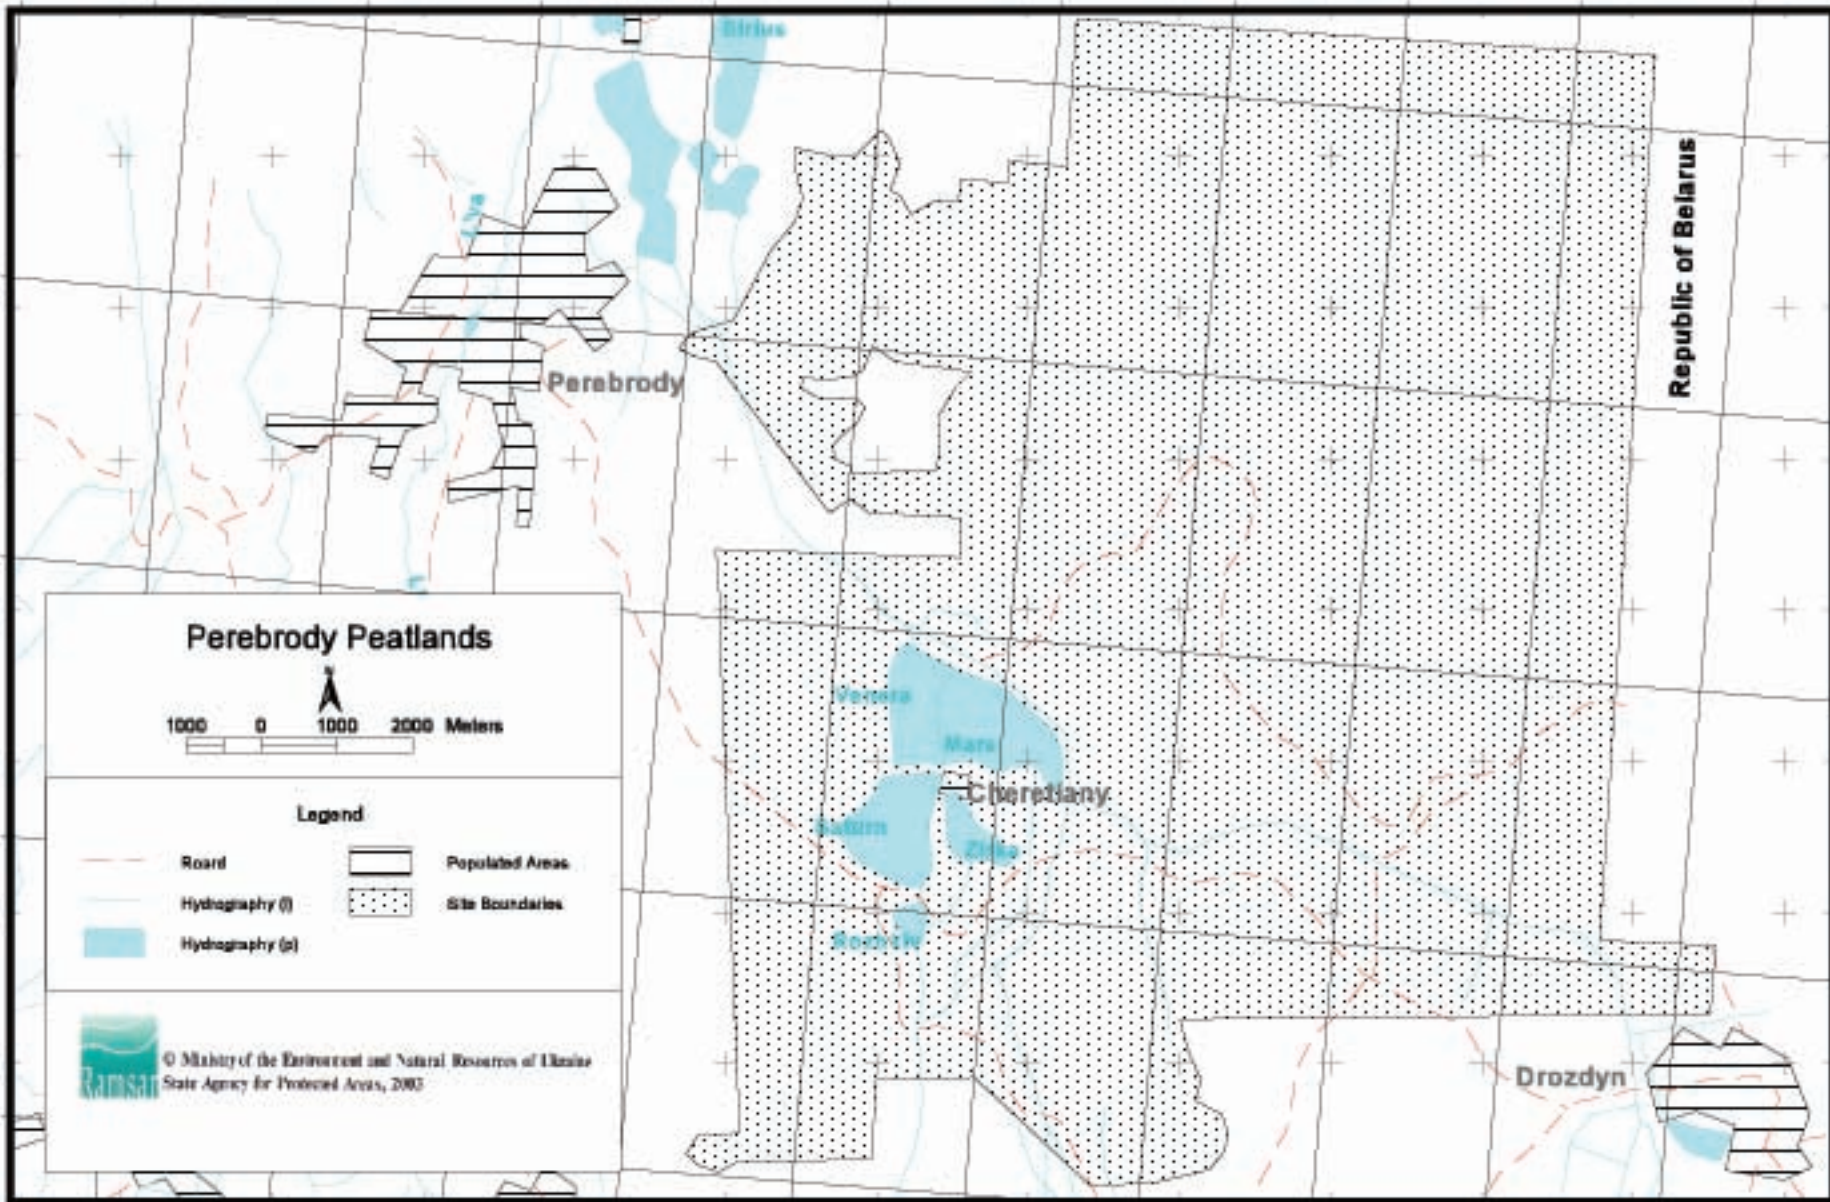 Sirius
Lva
Republic of Belarus
Perebrody
Perebrody Peatlands
N
1000 0 1000 2000 Meters
Venera
Mars
Cheretiany
Saturn
Zirka
Legend
Roard
Populated Areas
Hydrography (l)
Site Boundaries
Hydrography (p)
Drozdyn
Ramsar
© Ministry of the Environment and Natural Resources of Ukraine
State Agency for Protected Areas, 2003